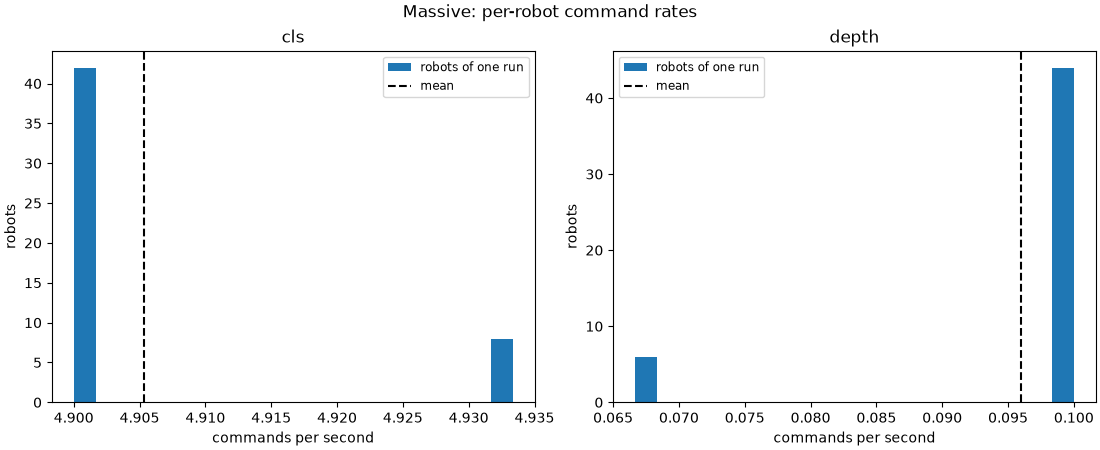 Massive: per-robot command rates
cls
robots of one run
mean
robots
40
35
30
25
20
15
10
5
0
4.900 4.905 4.910 4.915 4.920 4.925 4.930 4.935
commands per second
depth
robots of one run
mean
robots
40
30
20
10
0
0.065 0.070 0.075 0.080 0.085 0.090 0.095 0.100
commands per second